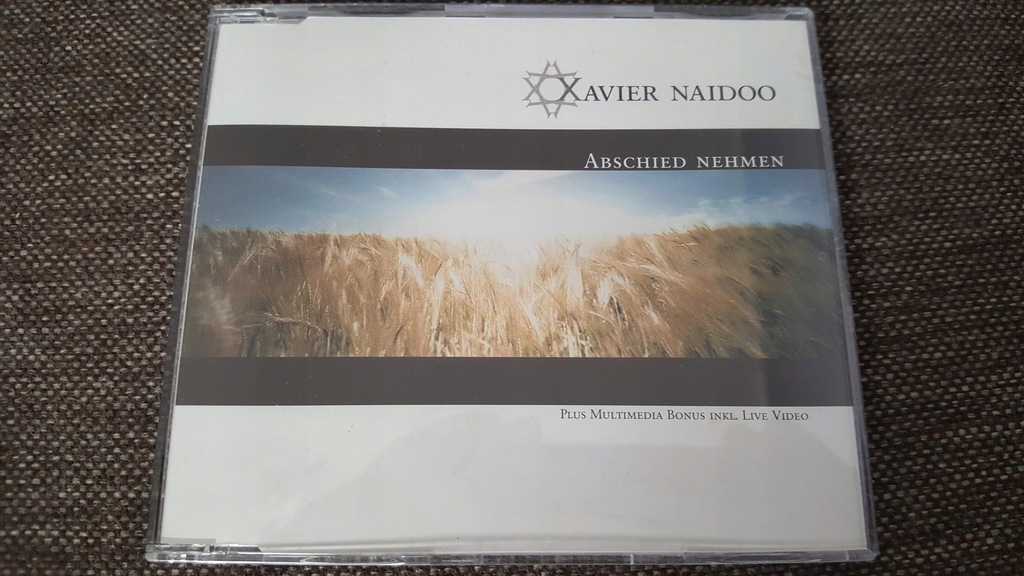 XAVIER NAIDOO
ABSCHIED NEHMEN
PLUS MULTIMEDIA BONUS INKL. LIVE VIDEO